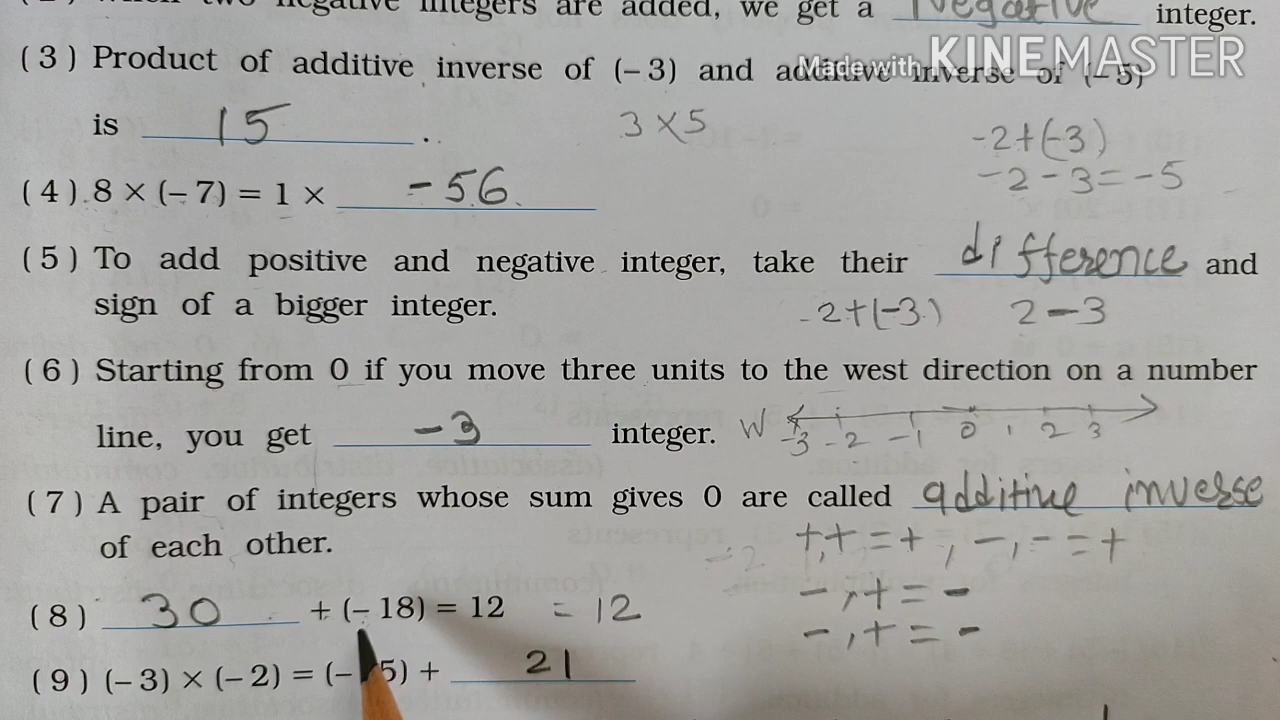 negative integers are added, we get a negative integer.
(3) Product of additive inverse of (–3) and additive inverse of (–5)
Made with KINEMASTER
is 15 . 3 × 5
-2+(-3)
-2-3=-5
(4) 8 × (–7) = 1 × -56
(5) To add positive and negative integer, take their difference and
sign of a bigger integer. -2+(-3) 2-3
(6) Starting from 0 if you move three units to the west direction on a number
line, you get -3 integer. W -3 -2 -1 0 1 2 3
(7) A pair of integers whose sum gives 0 are called additive inverse
of each other. +,+=+, -,-=+
-,+=-
(8) 30 + (–18) = 12 = 12
-,+=-
(9) (–3) × (–2) = (– 5) + 21